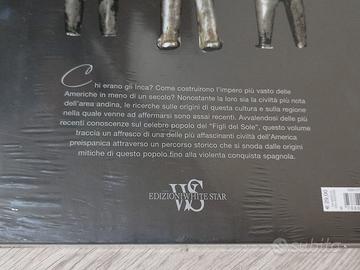 Chi erano gli Inca? Come costruirono l'impero più vasto delle
Americhe in meno di un secolo? Nonostante la loro sia la civiltà più nota
dell'area andina, le ricerche sulle origini di questa cultura e sulla regione
nella quale venne ad affermarsi sono assai recenti. Avvalendosi delle più
recenti conoscenze sul celebre popolo del "Figli del Sole", questo volume
traccia un affresco di una delle più affascinanti civiltà dell'America
preispanica attraverso un percorso storico che si snoda dalle origini
mitiche di questo popolo fino alla violenta conquista spagnola.
WS
EDIZIONI WHITE STAR
subito